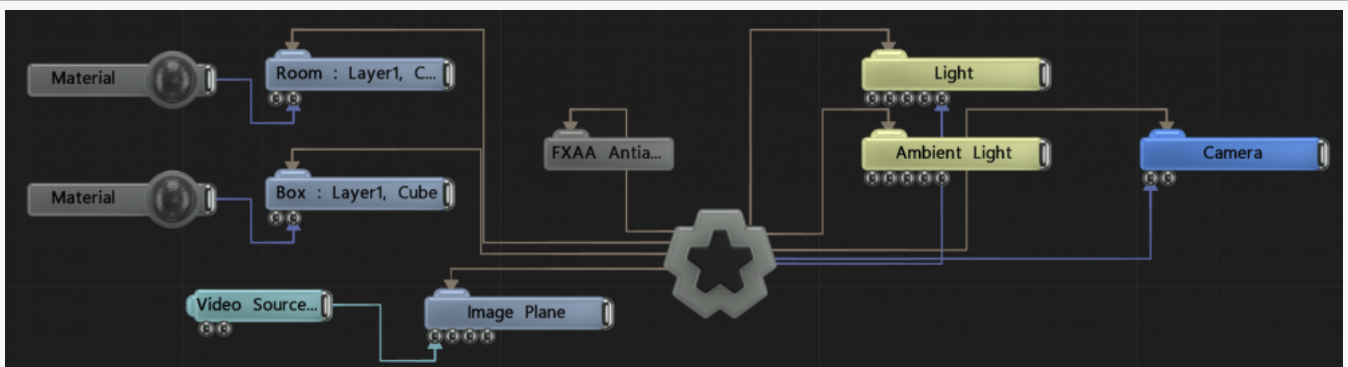 Material
Room : Layer1, C...
Light
FXAA Antia...
Ambient Light
Camera
Material
Box : Layer1, Cube
Video Source...
Image Plane